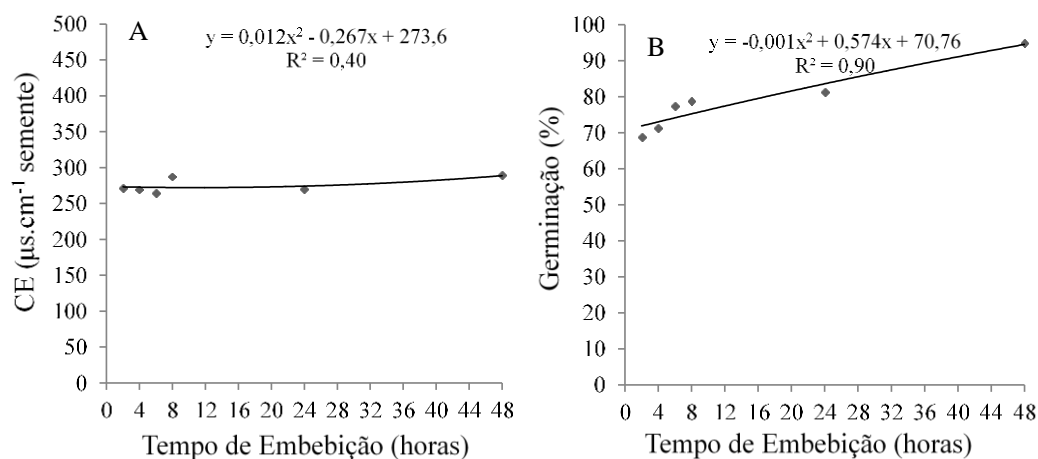 A
y = 0,012x² - 0,267x + 273,6
R² = 0,40
500
450
400
350
300
250
200
150
100
50
0
0 4 8 12 16 20 24 28 32 36 40 44 48
CE (µs.cm⁻¹ semente)
Tempo de Embebição (horas)
B
y = -0,001x² + 0,574x + 70,76
R² = 0,90
100
90
80
70
60
50
40
30
20
10
0
0 4 8 12 16 20 24 28 32 36 40 44 48
Germinação (%)
Tempo de Embebição (horas)